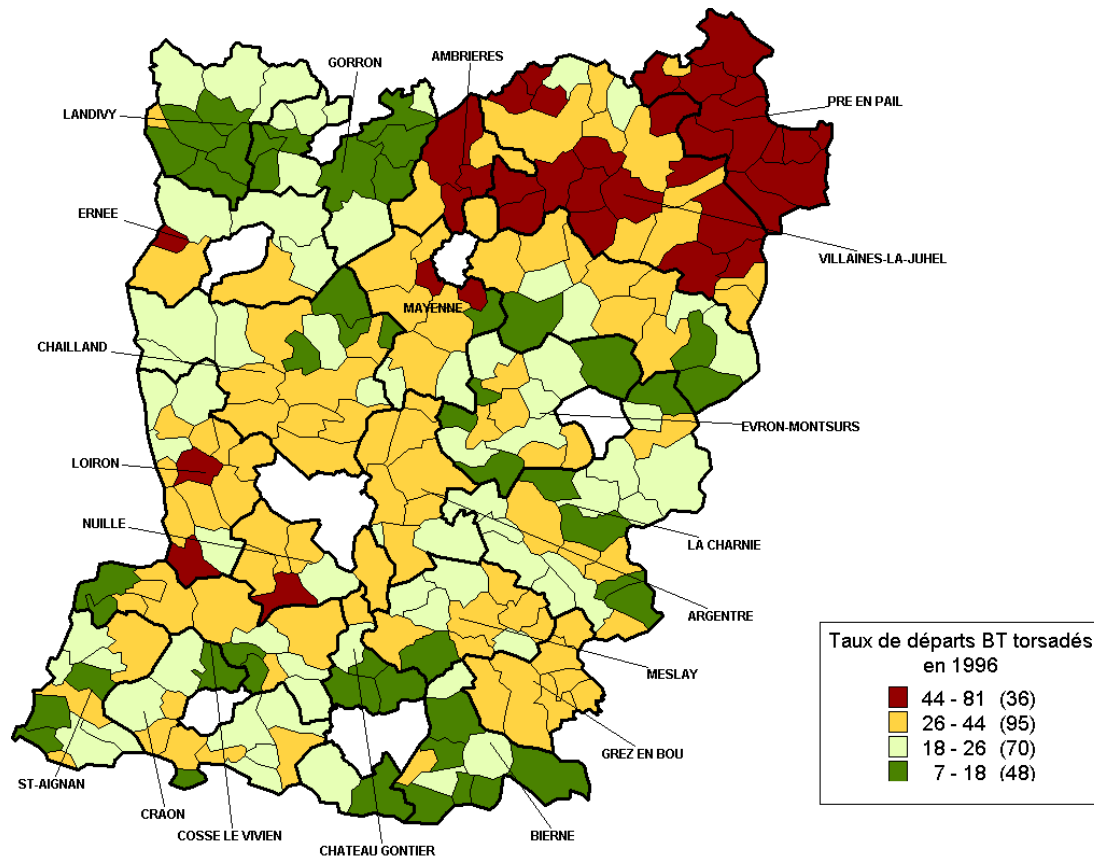 AMBRIERES
GORRON
PRE EN PAIL
LANDIVY
ERNEE
VILLAINES-LA-JUHEL
MAYENNE
CHAILLAND
EVRON-MONTSURS
LOIRON
NUILLE
LA CHARNIE
ARGENTRE
MESLAY
GREZ EN BOU
ST-AIGNAN
CRAON
COSSE LE VIVIEN
BIERNE
CHATEAU GONTIER
Taux de départs BT torsadés
en 1996
44 - 81 (36)
26 - 44 (95)
18 - 26 (70)
7 - 18 (48)